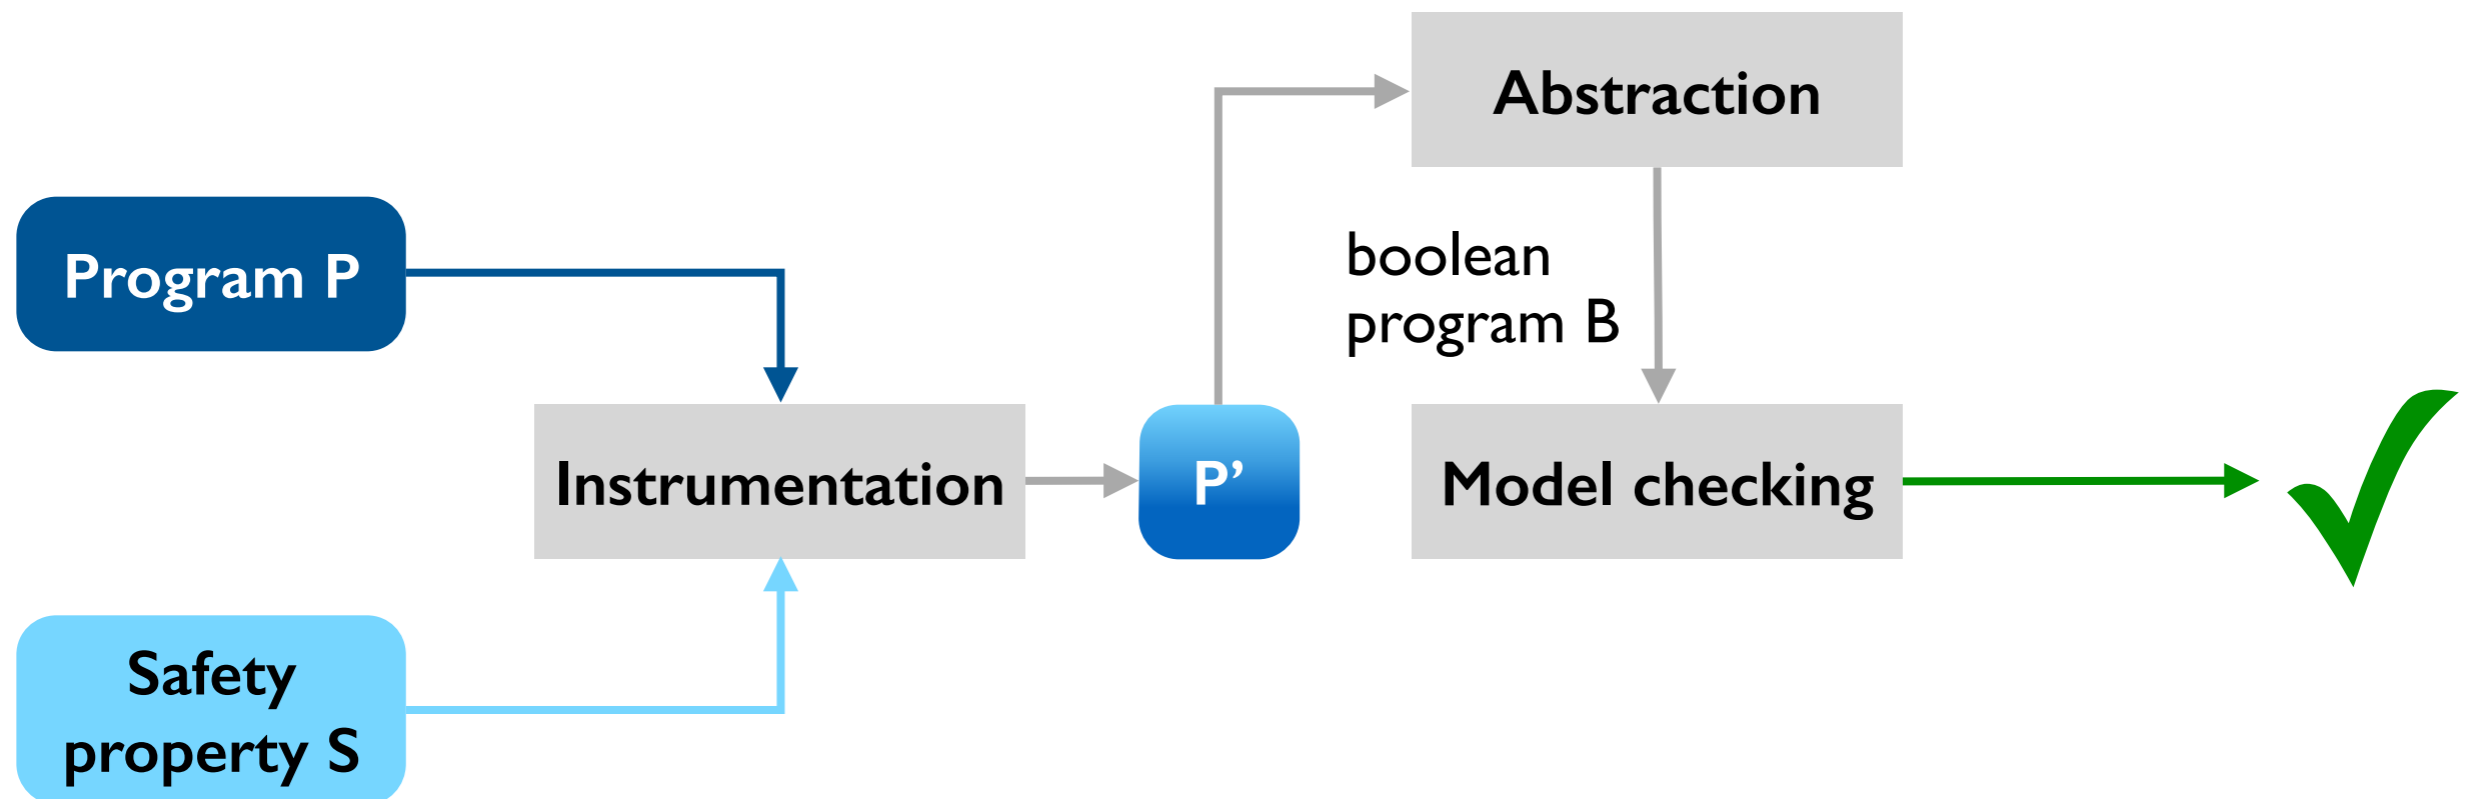 Abstraction
boolean
program B
Program P
Instrumentation
P’
Model checking
Safety
property S